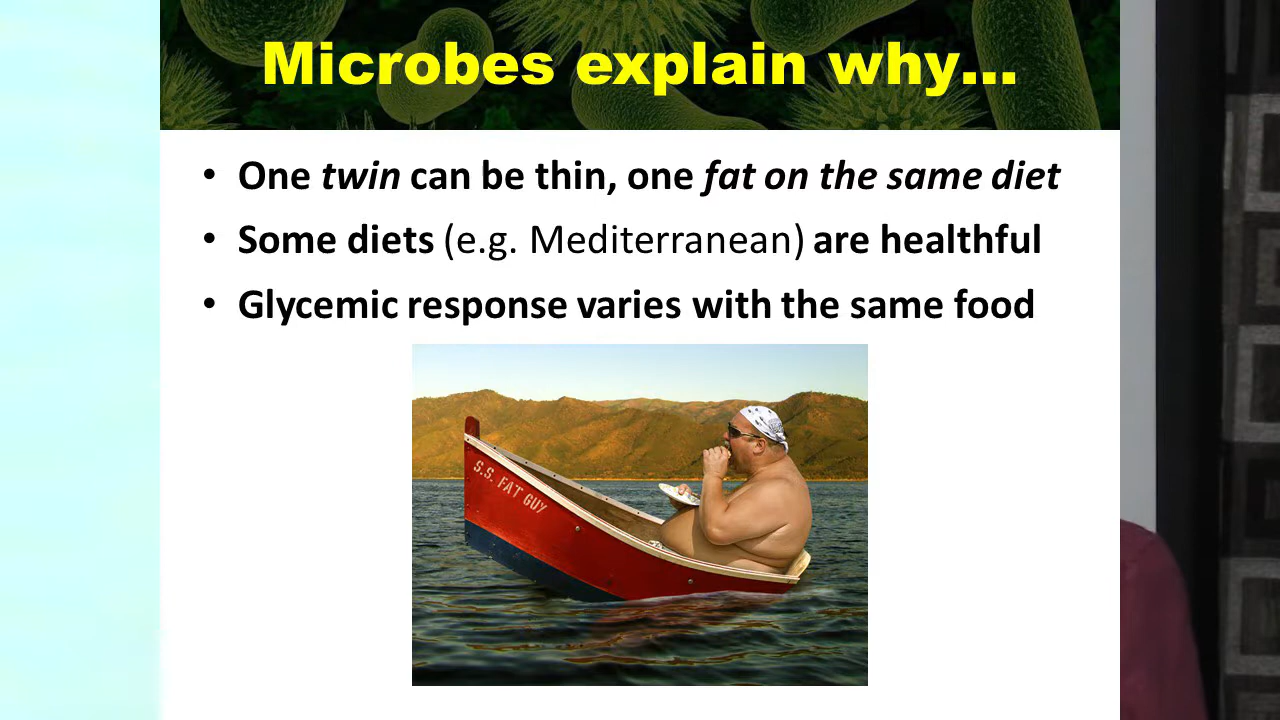 Microbes explain why...
• One twin can be thin, one fat on the same diet
• Some diets (e.g. Mediterranean) are healthful
• Glycemic response varies with the same food
S.S. FAT GUY